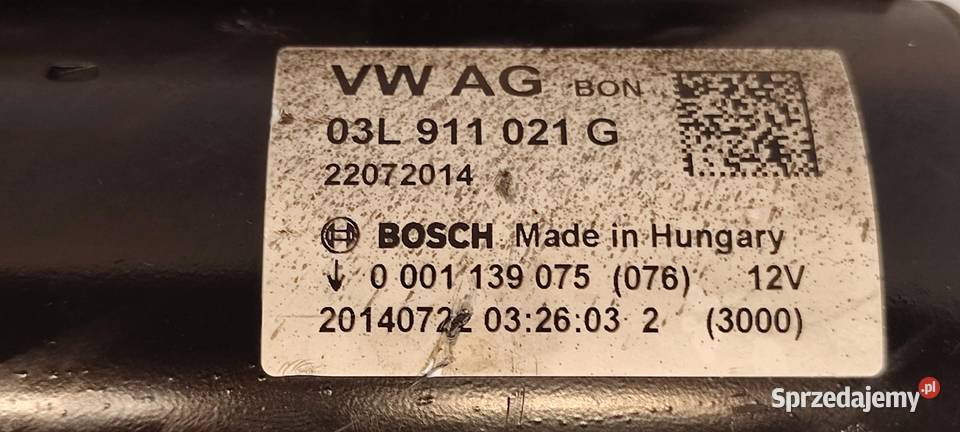 VW AG BON
03L 911 021 G
22072014
BOSCH Made in Hungary
↓ 0 001 139 075 (076) 12V
20140722 03:26:03 2 (3000)
Sprzedajemy.pl